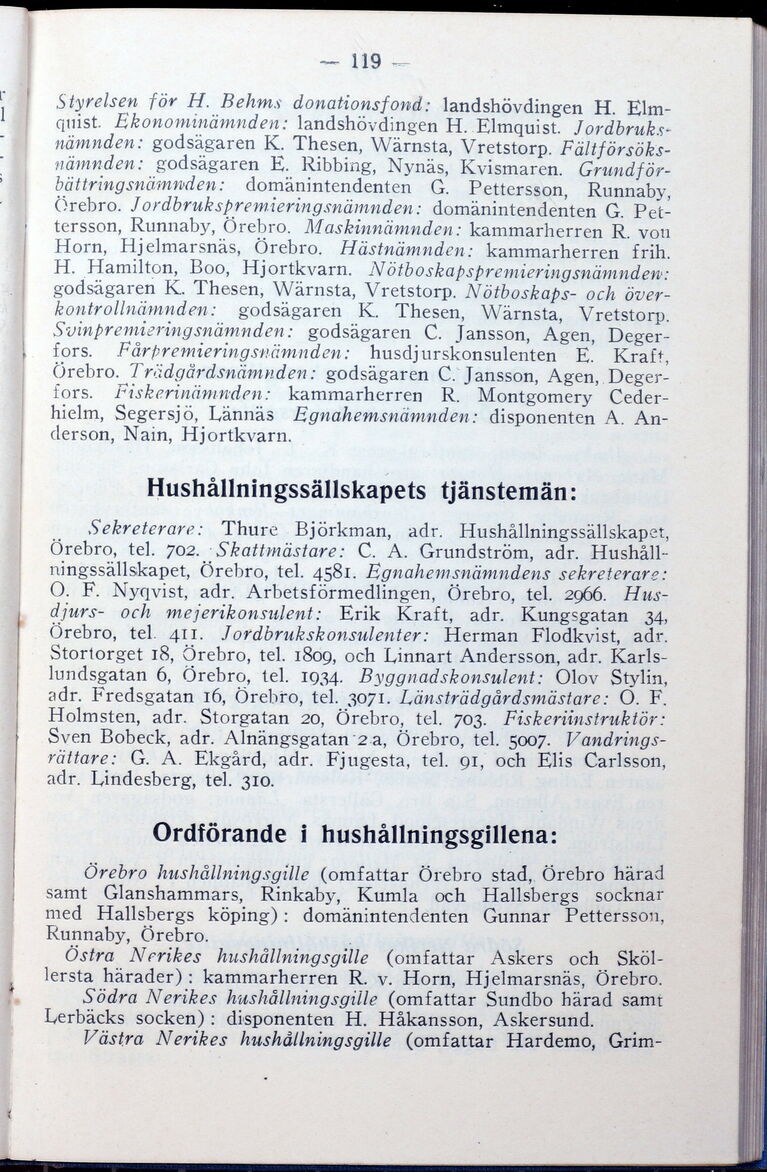 — 119 —
Styrelsen för H. Behms donationsfond: landshövdingen H. Elm-
quist. Ekonominämnden: landshövdingen H. Elmquist. Jordbruks-
nämnden: godsägaren K. Thesen, Wärnsta, Vretstorp. Fältförsöks-
nämnden: godsägaren E. Ribbing, Nynäs, Kvismaren. Grundför-
bättringsnämnden: domänintendenten G. Pettersson, Runnaby,
Örebro. Jordbrukspremieringsnämnden: domänintendenten G. Pet-
tersson, Runnaby, Örebro. Maskinnämnden: kammarherren R. von
Horn, Hjelmarsnäs, Örebro. Hästnämnden: kammarherren frih.
H. Hamilton, Boo, Hjortkvarn. Nötboskapspremieringsnämnden:
godsägaren K. Thesen, Wärnsta, Vretstorp. Nötboskaps- och över-
kontrollnämnden: godsägaren K. Thesen, Wärnsta, Vretstorp.
Svinpremieringsnämnden: godsägaren C. Jansson, Agen, Deger-
fors. Fårpremieringsnämnden: husdjurskonsulenten E. Kraft,
Örebro. Trädgårdsnämnden: godsägaren C. Jansson, Agen, Deger-
fors. Fiskerinämnden: kammarherren R. Montgomery Ceder-
hielm, Segersjö, Lännäs Egnahemsnämnden: disponenten A. An-
derson, Nain, Hjortkvarn.
Hushållningssällskapets tjänstemän:
Sekreterare: Thure Björkman, adr. Hushållningssällskapet,
Örebro, tel. 702. Skattmästare: C. A. Grundström, adr. Hushåll-
ningssällskapet, Örebro, tel. 4581. Egnahemsnämndens sekreterare:
O. F. Nyqvist, adr. Arbetsförmedlingen, Örebro, tel. 2966. Hus-
djurs- och mejerikonsulent: Erik Kraft, adr. Kungsgatan 34,
Örebro, tel. 411. Jordbrukskonsulenter: Herman Flodkvist, adr.
Stortorget 18, Örebro, tel. 1809, och Linnart Andersson, adr. Karls-
lundsgatan 6, Örebro, tel. 1934. Byggnadskonsulent: Olov Stylin,
adr. Fredsgatan 16, Örebro, tel. 3071. Länsträdgårdsmästare: O. F.
Holmsten, adr. Storgatan 20, Örebro, tel. 703. Fiskeriinstruktör:
Sven Bobeck, adr. Alnängsgatan 2 a, Örebro, tel. 5007. Vandrings-
rättare: G. A. Ekgård, adr. Fjugesta, tel. 91, och Elis Carlsson,
adr. Lindesberg, tel. 310.
Ordförande i hushållningsgillena:
Örebro hushållningsgille (omfattar Örebro stad, Örebro härad
samt Glanshammars, Rinkaby, Kumla och Hallsbergs socknar
med Hallsbergs köping): domänintendenten Gunnar Pettersson,
Runnaby, Örebro.
Östra Nerikes hushållningsgille (omfattar Askers och Sköl-
lersta härader): kammarherren R. v. Horn, Hjelmarsnäs, Örebro.
Södra Nerikes hushållningsgille (omfattar Sundbo härad samt
Lerbäcks socken): disponenten H. Håkansson, Askersund.
Västra Nerikes hushållningsgille (omfattar Hardemo, Grim-